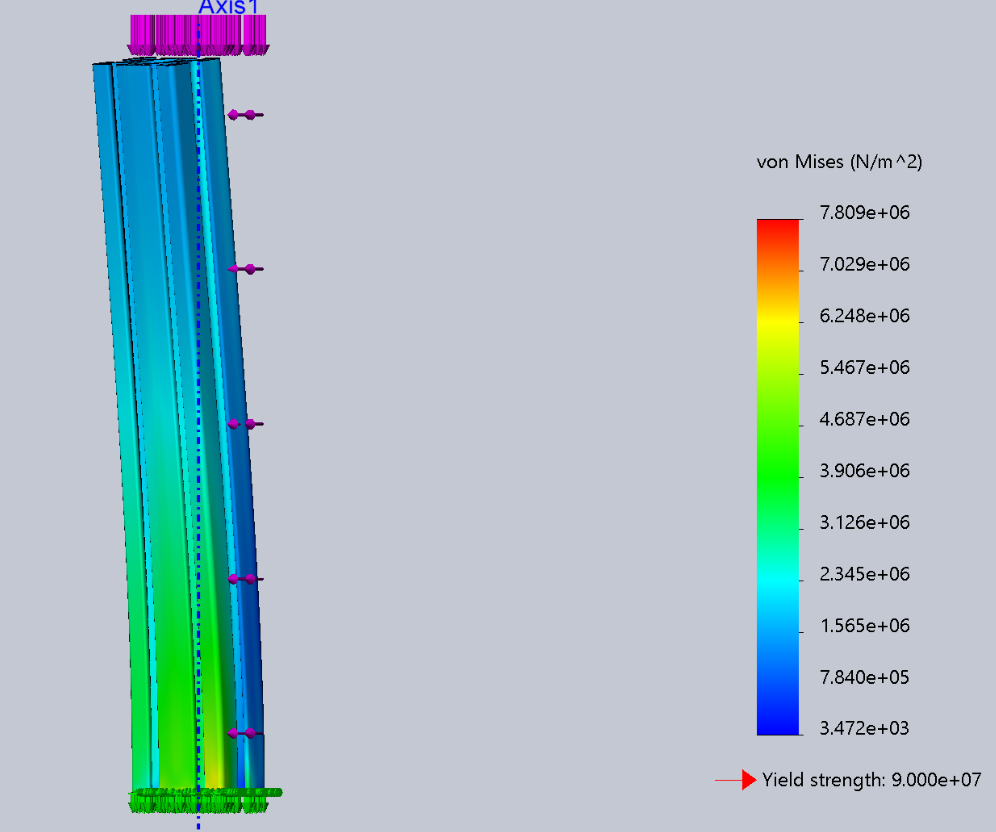 Axis1
von Mises (N/m^2)
7.809e+06
7.029e+06
6.248e+06
5.467e+06
4.687e+06
3.906e+06
3.126e+06
2.345e+06
1.565e+06
7.840e+05
3.472e+03
Yield strength: 9.000e+07